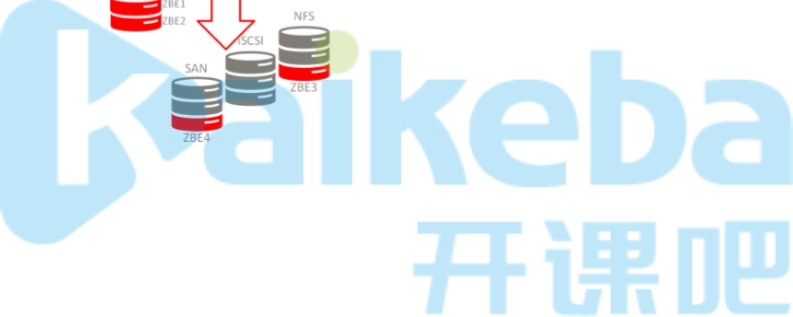 ZBE1
ZBE2
NFS
iSCSI
SAN
ZBE3
ZBE4
kaikeba
开课吧